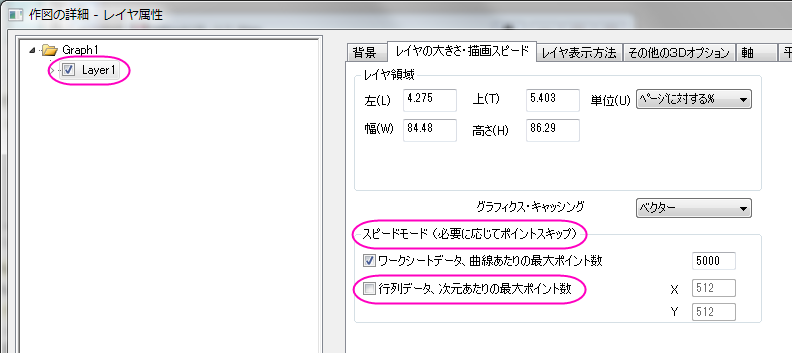 作図の詳細 - レイヤ属性
Graph1
Layer1
背景 レイヤの大きさ・描画スピード レイヤ表示方法 その他の3Dオプション 軸 平
レイヤ領域
左(L) 4.275 上(T) 5.403 単位(U) ページに対する%
幅(W) 84.48 高さ(H) 86.29
グラフィクス・キャッシング ベクター
スピードモード (必要に応じてポイントスキップ)
ワークシートデータ、曲線あたりの最大ポイント数 5000
行列データ、次元あたりの最大ポイント数 X 512
Y 512